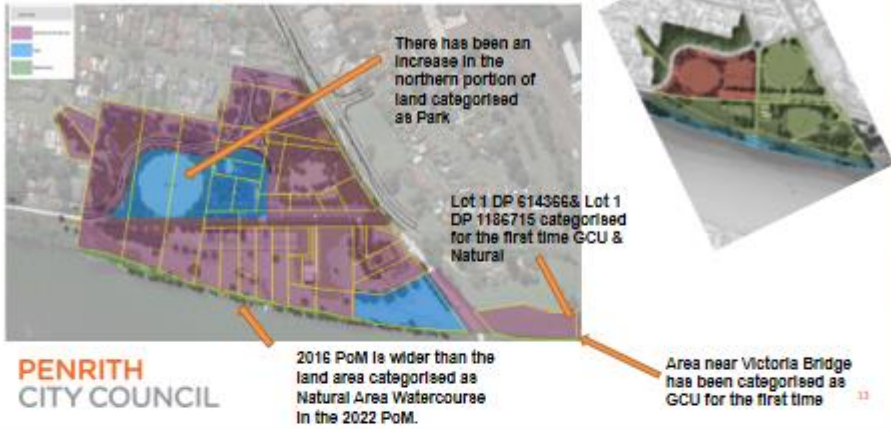 There has been an
increase in the
northern portion of
land categorised
as Park
Lot 1 DP 614366& Lot 1
DP 1186715 categorised
for the first time GCU &
Natural
2016 PoM is wider than the
land area categorised as
Natural Area Watercourse
in the 2022 PoM.
Area near Victoria Bridge
has been categorised as
GCU for the first time
PENRITH
CITY COUNCIL
13